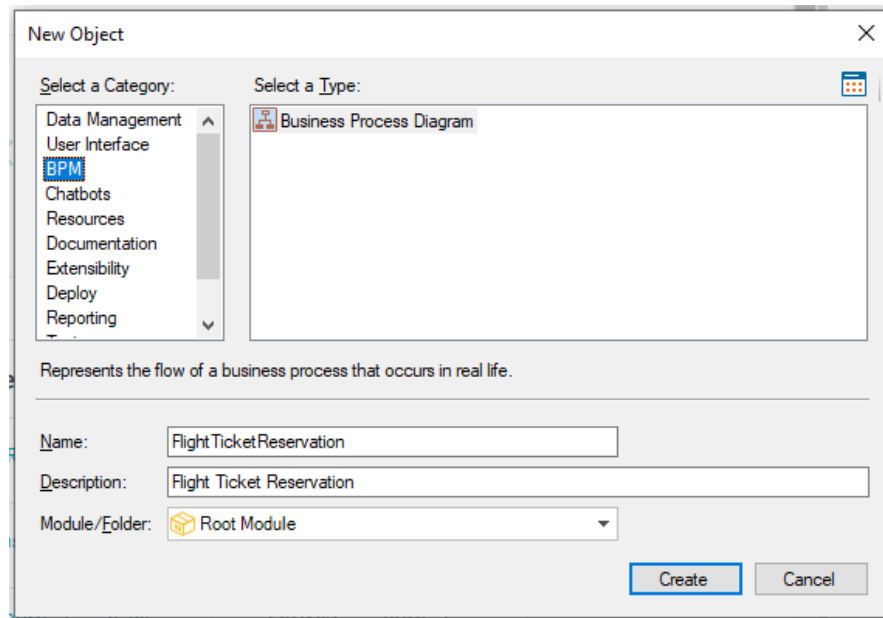 New Object
Select a Category:
Select a Type:
Data Management
User Interface
BPM
Chatbots
Resources
Documentation
Extensibility
Deploy
Reporting
Business Process Diagram
Represents the flow of a business process that occurs in real life.
Name:
FlightTicketReservation
Description:
Flight Ticket Reservation
Module/Folder:
Root Module
Create
Cancel